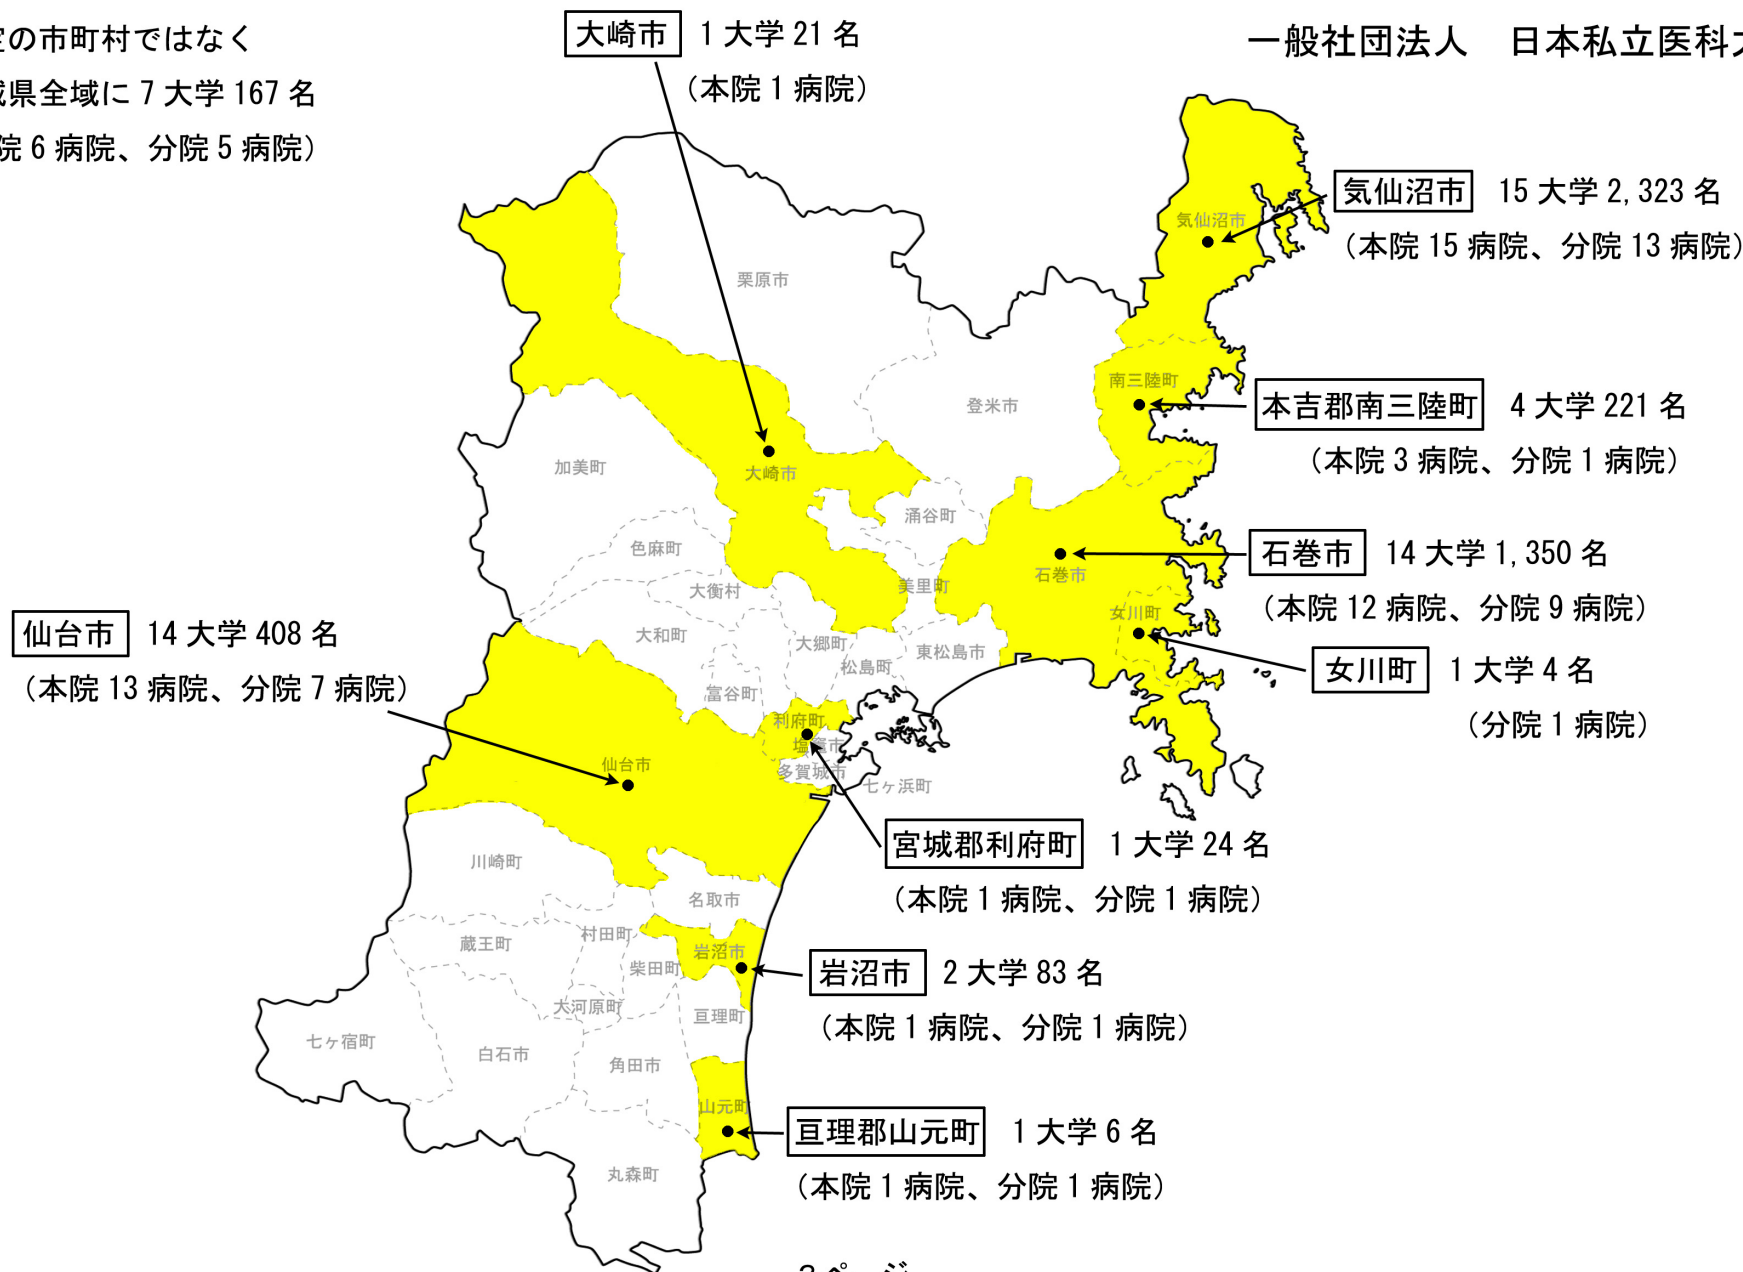 定の市町村ではなく
城県全域に 7 大学 167 名
院 6 病院、分院 5 病院）
大崎市 1 大学 21 名
（本院 1 病院）
一般社団法人 日本私立医科大
気仙沼市 15 大学 2,323 名
（本院 15 病院、分院 13 病院）
本吉郡南三陸町 4 大学 221 名
（本院 3 病院、分院 1 病院）
石巻市 14 大学 1,350 名
（本院 12 病院、分院 9 病院）
女川町 1 大学 4 名
（分院 1 病院）
仙台市 14 大学 408 名
（本院 13 病院、分院 7 病院）
宮城郡利府町 1 大学 24 名
（本院 1 病院、分院 1 病院）
岩沼市 2 大学 83 名
（本院 1 病院、分院 1 病院）
亘理郡山元町 1 大学 6 名
（本院 1 病院、分院 1 病院）
気仙沼市
栗原市
南三陸町
登米市
加美町
大崎市
涌谷町
色麻町
石巻市
美里町
大衡村
女川町
大和町
大郷町
東松島市
松島町
富谷町
利府町
塩竈市
仙台市
多賀城市
七ヶ浜町
川崎町
名取市
村田町
蔵王町
岩沼市
柴田町
大河原町
亘理町
七ヶ宿町
白石市
角田市
山元町
丸森町
ページ